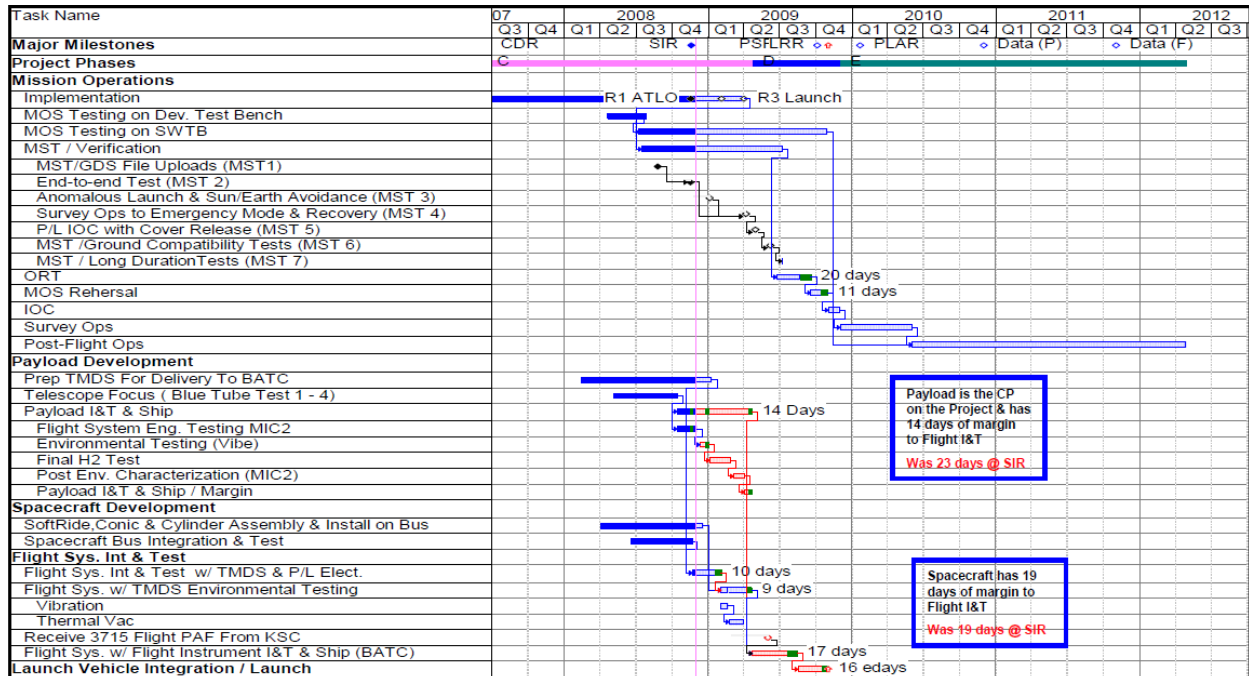 Task Name 07 2008 2009 2010 2011 2012
Q3 Q4 Q1 Q2 Q3 Q4 Q1 Q2 Q3 Q4 Q1 Q2 Q3 Q4 Q1 Q2 Q3 Q4 Q1 Q2 Q3
Major Milestones CDR SIR PSR LRR PLAR Data (P) Data (F)
Project Phases C D E
Mission Operations
Implementation R1 ATLO R3 Launch
MOS Testing on Dev. Test Bench
MOS Testing on SWTB
MST / Verification
MST/GDS File Uploads (MST1)
End-to-end Test (MST 2)
Anomalous Launch & Sun/Earth Avoidance (MST 3)
Survey Ops to Emergency Mode & Recovery (MST 4)
P/L IOC with Cover Release (MST 5)
MST /Ground Compatibility Tests (MST 6)
MST / Long DurationTests (MST 7)
ORT 20 days
MOS Rehersal 11 days
IOC
Survey Ops
Post-Flight Ops
Payload Development
Prep TMDS For Delivery To BATC
Telescope Focus ( Blue Tube Test 1 - 4)
Payload I&T & Ship 14 Days
Flight System Eng. Testing MIC2
Environmental Testing (Vibe)
Final H2 Test
Post Env. Characterization (MIC2)
Payload I&T & Ship / Margin
Payload is the CP
on the Project & has
14 days of margin
to Flight I&T
Was 23 days @ SIR
Spacecraft Development
SoftRide,Conic & Cylinder Assembly & Install on Bus
Spacecraft Bus Integration & Test
Flight Sys. Int & Test
Flight Sys. Int & Test w/ TMDS & P/L Elect. 10 days
Flight Sys. w/ TMDS Environmental Testing 9 days
Vibration
Thermal Vac
Receive 3715 Flight PAF From KSC
Flight Sys. w/ Flight Instrument I&T & Ship (BATC) 17 days
Launch Vehicle Integration / Launch 16 edays
Spacecraft has 19
days of margin to
Flight I&T
Was 19 days @ SIR